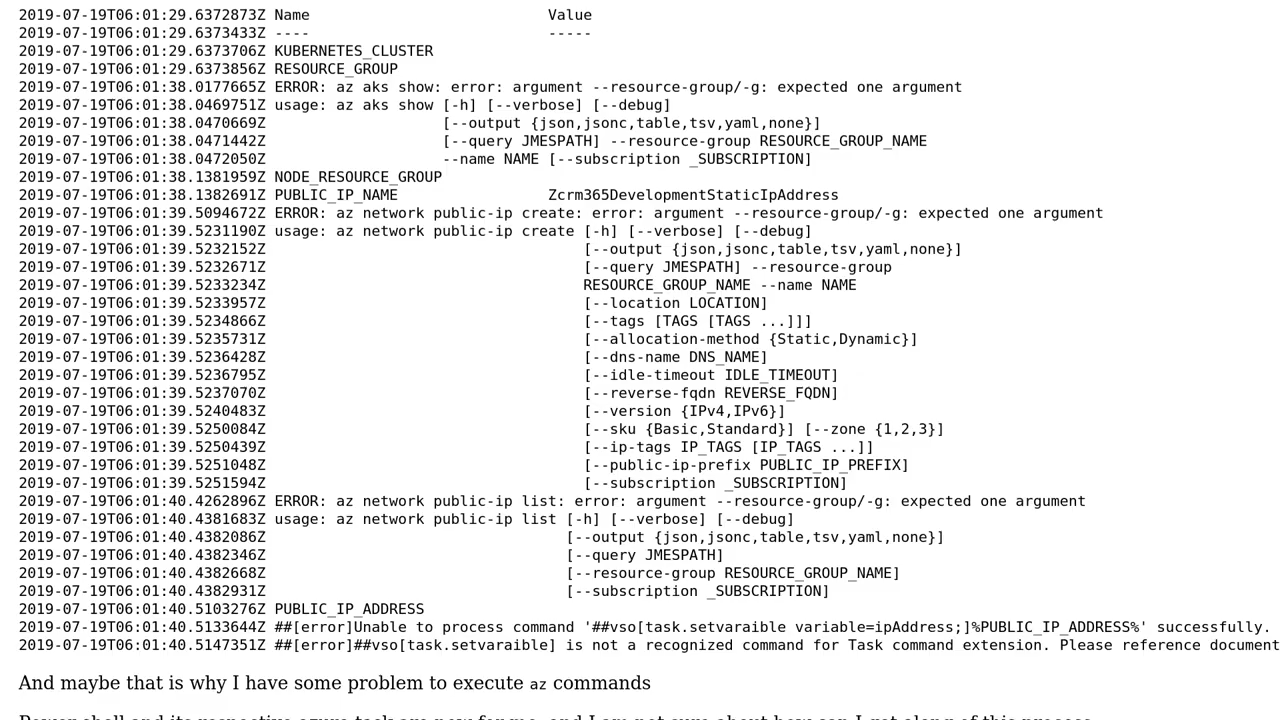 2019-07-19T06:01:29.6372873Z Name                           Value
2019-07-19T06:01:29.6373433Z ----                           -----
2019-07-19T06:01:29.6373706Z KUBERNETES_CLUSTER
2019-07-19T06:01:29.6373856Z RESOURCE_GROUP
2019-07-19T06:01:38.0177665Z ERROR: az aks show: error: argument --resource-group/-g: expected one argument
2019-07-19T06:01:38.0469751Z usage: az aks show [-h] [--verbose] [--debug]
2019-07-19T06:01:38.0470669Z                    [--output {json,jsonc,table,tsv,yaml,none}]
2019-07-19T06:01:38.0471442Z                    [--query JMESPATH] --resource-group RESOURCE_GROUP_NAME
2019-07-19T06:01:38.0472050Z                    --name NAME [--subscription _SUBSCRIPTION]
2019-07-19T06:01:38.1381959Z NODE_RESOURCE_GROUP
2019-07-19T06:01:38.1382691Z PUBLIC_IP_NAME                 Zcrm365DevelopmentStaticIpAddress
2019-07-19T06:01:39.5094672Z ERROR: az network public-ip create: error: argument --resource-group/-g: expected one argument
2019-07-19T06:01:39.5231190Z usage: az network public-ip create [-h] [--verbose] [--debug]
2019-07-19T06:01:39.5232152Z                                    [--output {json,jsonc,table,tsv,yaml,none}]
2019-07-19T06:01:39.5232671Z                                    [--query JMESPATH] --resource-group
2019-07-19T06:01:39.5233234Z                                    RESOURCE_GROUP_NAME --name NAME
2019-07-19T06:01:39.5233957Z                                    [--location LOCATION]
2019-07-19T06:01:39.5234866Z                                    [--tags [TAGS [TAGS ...]]]
2019-07-19T06:01:39.5235731Z                                    [--allocation-method {Static,Dynamic}]
2019-07-19T06:01:39.5236428Z                                    [--dns-name DNS_NAME]
2019-07-19T06:01:39.5236795Z                                    [--idle-timeout IDLE_TIMEOUT]
2019-07-19T06:01:39.5237070Z                                    [--reverse-fqdn REVERSE_FQDN]
2019-07-19T06:01:39.5240483Z                                    [--version {IPv4,IPv6}]
2019-07-19T06:01:39.5250084Z                                    [--sku {Basic,Standard}] [--zone {1,2,3}]
2019-07-19T06:01:39.5250439Z                                    [--ip-tags IP_TAGS [IP_TAGS ...]]
2019-07-19T06:01:39.5251048Z                                    [--public-ip-prefix PUBLIC_IP_PREFIX]
2019-07-19T06:01:39.5251594Z                                    [--subscription _SUBSCRIPTION]
2019-07-19T06:01:40.4262896Z ERROR: az network public-ip list: error: argument --resource-group/-g: expected one argument
2019-07-19T06:01:40.4381683Z usage: az network public-ip list [-h] [--verbose] [--debug]
2019-07-19T06:01:40.4382086Z                                  [--output {json,jsonc,table,tsv,yaml,none}]
2019-07-19T06:01:40.4382346Z                                  [--query JMESPATH]
2019-07-19T06:01:40.4382668Z                                  [--resource-group RESOURCE_GROUP_NAME]
2019-07-19T06:01:40.4382931Z                                  [--subscription _SUBSCRIPTION]
2019-07-19T06:01:40.5103276Z PUBLIC_IP_ADDRESS
2019-07-19T06:01:40.5133644Z ##[error]Unable to process command '##vso[task.setvaraible variable=ipAddress;]%PUBLIC_IP_ADDRESS%' successfully.
2019-07-19T06:01:40.5147351Z ##[error]##vso[task.setvaraible] is not a recognized command for Task command extension. Please reference document
And maybe that is why I have some problem to execute az commands